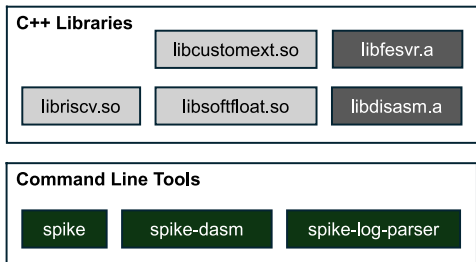 C++ Libraries
libcustomext.so
libfesvr.a
libriscv.so
libsoftfloat.so
libdisasm.a
Command Line Tools
spike
spike-dasm
spike-log-parser